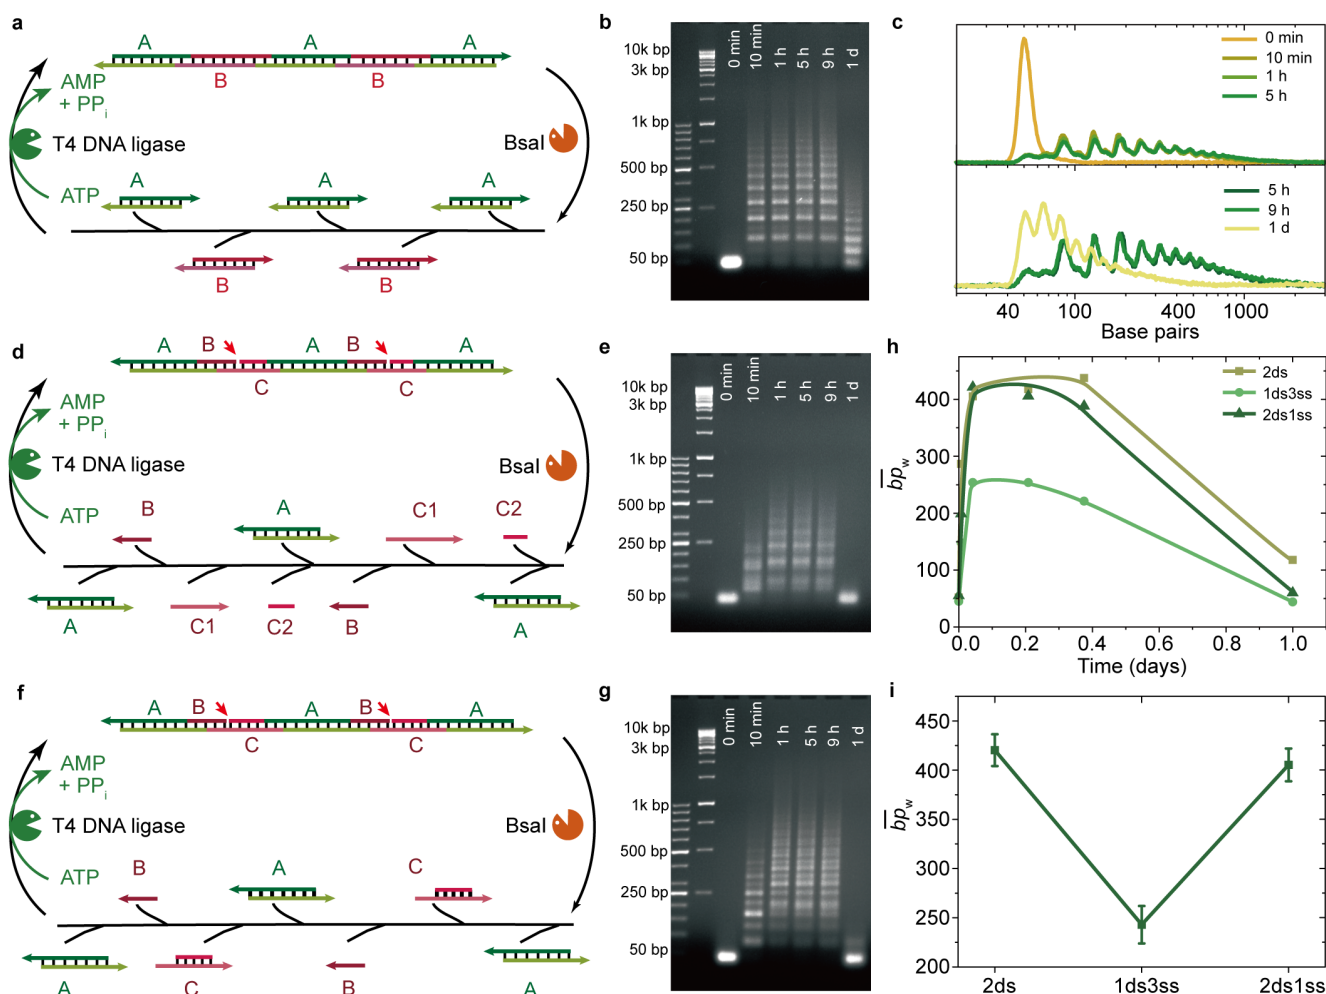 a
A
A
A
B
B
AMP
+ PPi
T4 DNA ligase
BsaI
ATP
A
A
A
B
B
b
0 min
10 min
1 h
5 h
9 h
1 d
10k bp
3k bp
1k bp
500 bp
250 bp
50 bp
c
0 min
10 min
1 h
5 h
5 h
9 h
1 d
40
100
400
1000
Base pairs
d
A
B
A
B
A
C
C
AMP
+ PPi
T4 DNA ligase
BsaI
ATP
B
A
C1
C2
A
C1
C2
B
A
e
0 min
10 min
1 h
5 h
9 h
1 d
10k bp
3k bp
1k bp
500 bp
250 bp
50 bp
h
2ds
1ds3ss
2ds1ss
bpw
400
300
200
100
0
0.0
0.2
0.4
0.6
0.8
1.0
Time (days)
f
A
B
A
B
A
C
C
AMP
+ PPi
T4 DNA ligase
BsaI
ATP
B
A
C
A
C
B
A
g
0 min
10 min
1 h
5 h
9 h
1 d
10k bp
3k bp
1k bp
500 bp
250 bp
50 bp
i
bpw
450
400
350
300
250
200
2ds
1ds3ss
2ds1ss